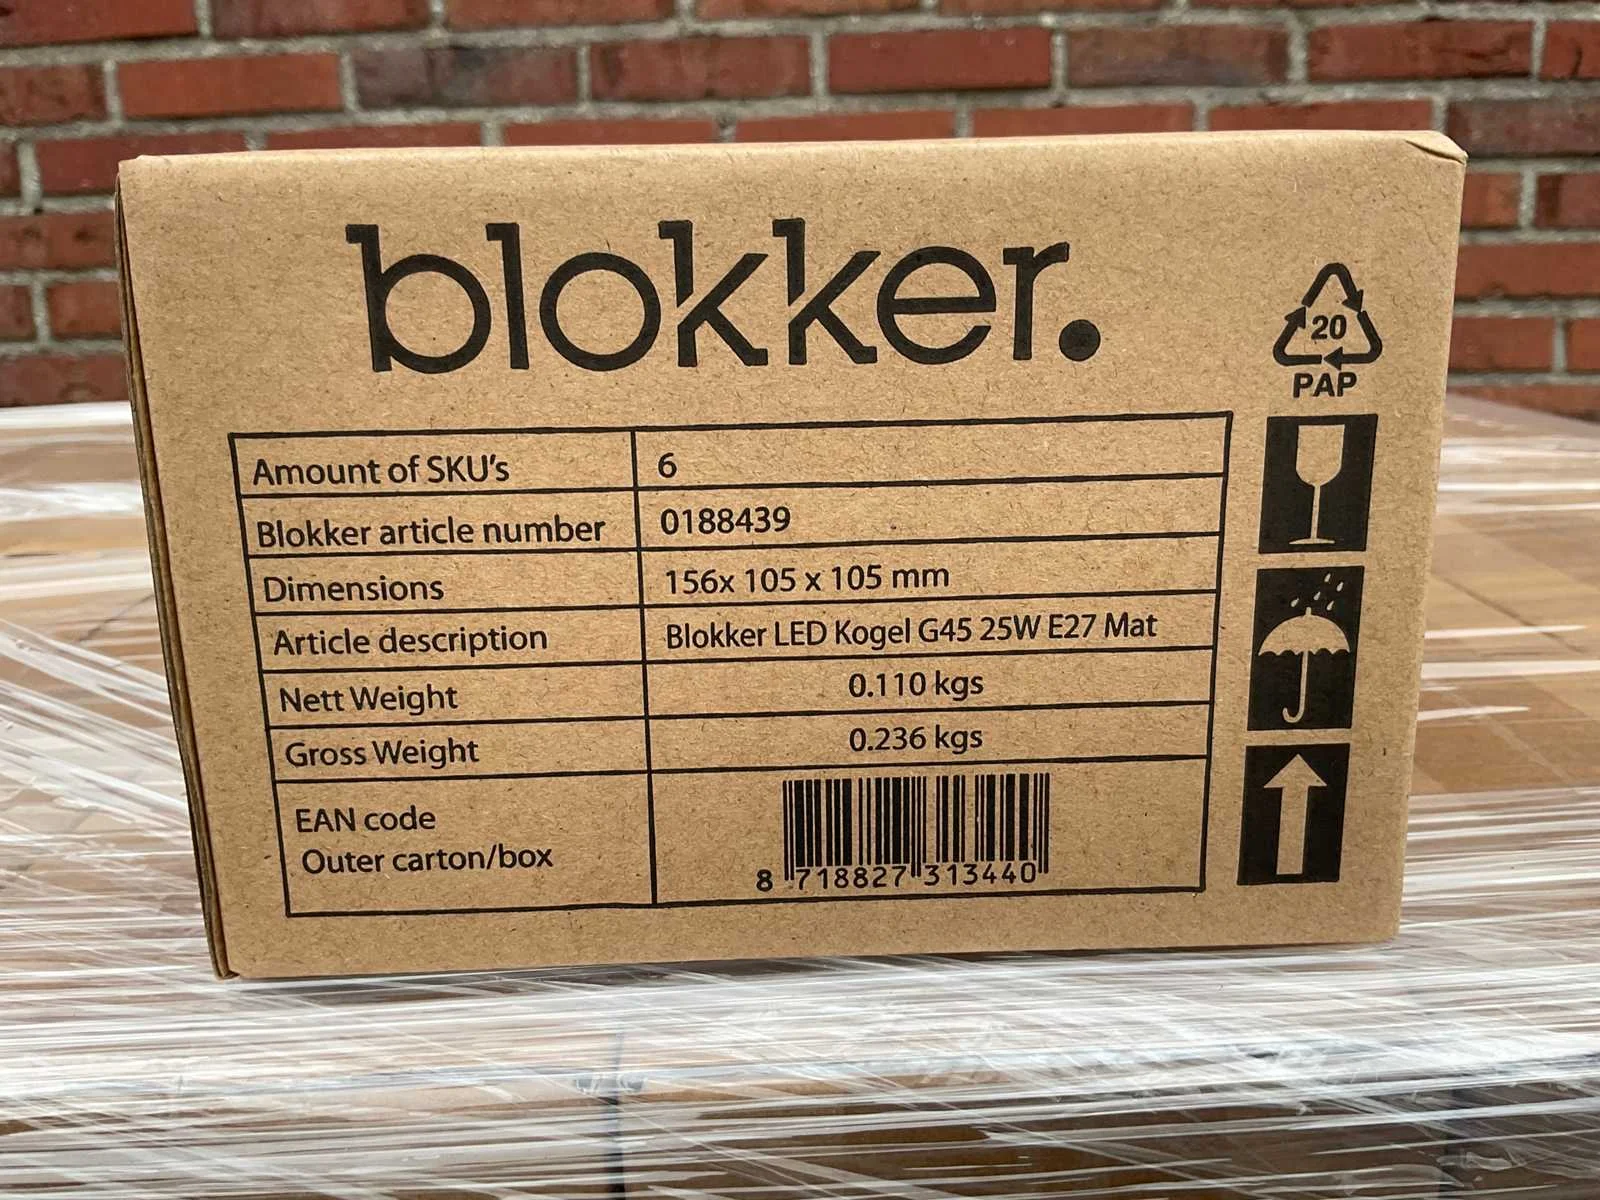 blokker.
20
PAP
Amount of SKU's 6
Blokker article number 0188439
Dimensions 156x 105 x 105 mm
Article description Blokker LED Kogel G45 25W E27 Mat
Nett Weight 0.110 kgs
Gross Weight 0.236 kgs
EAN code
Outer carton/box
8 718827 313440